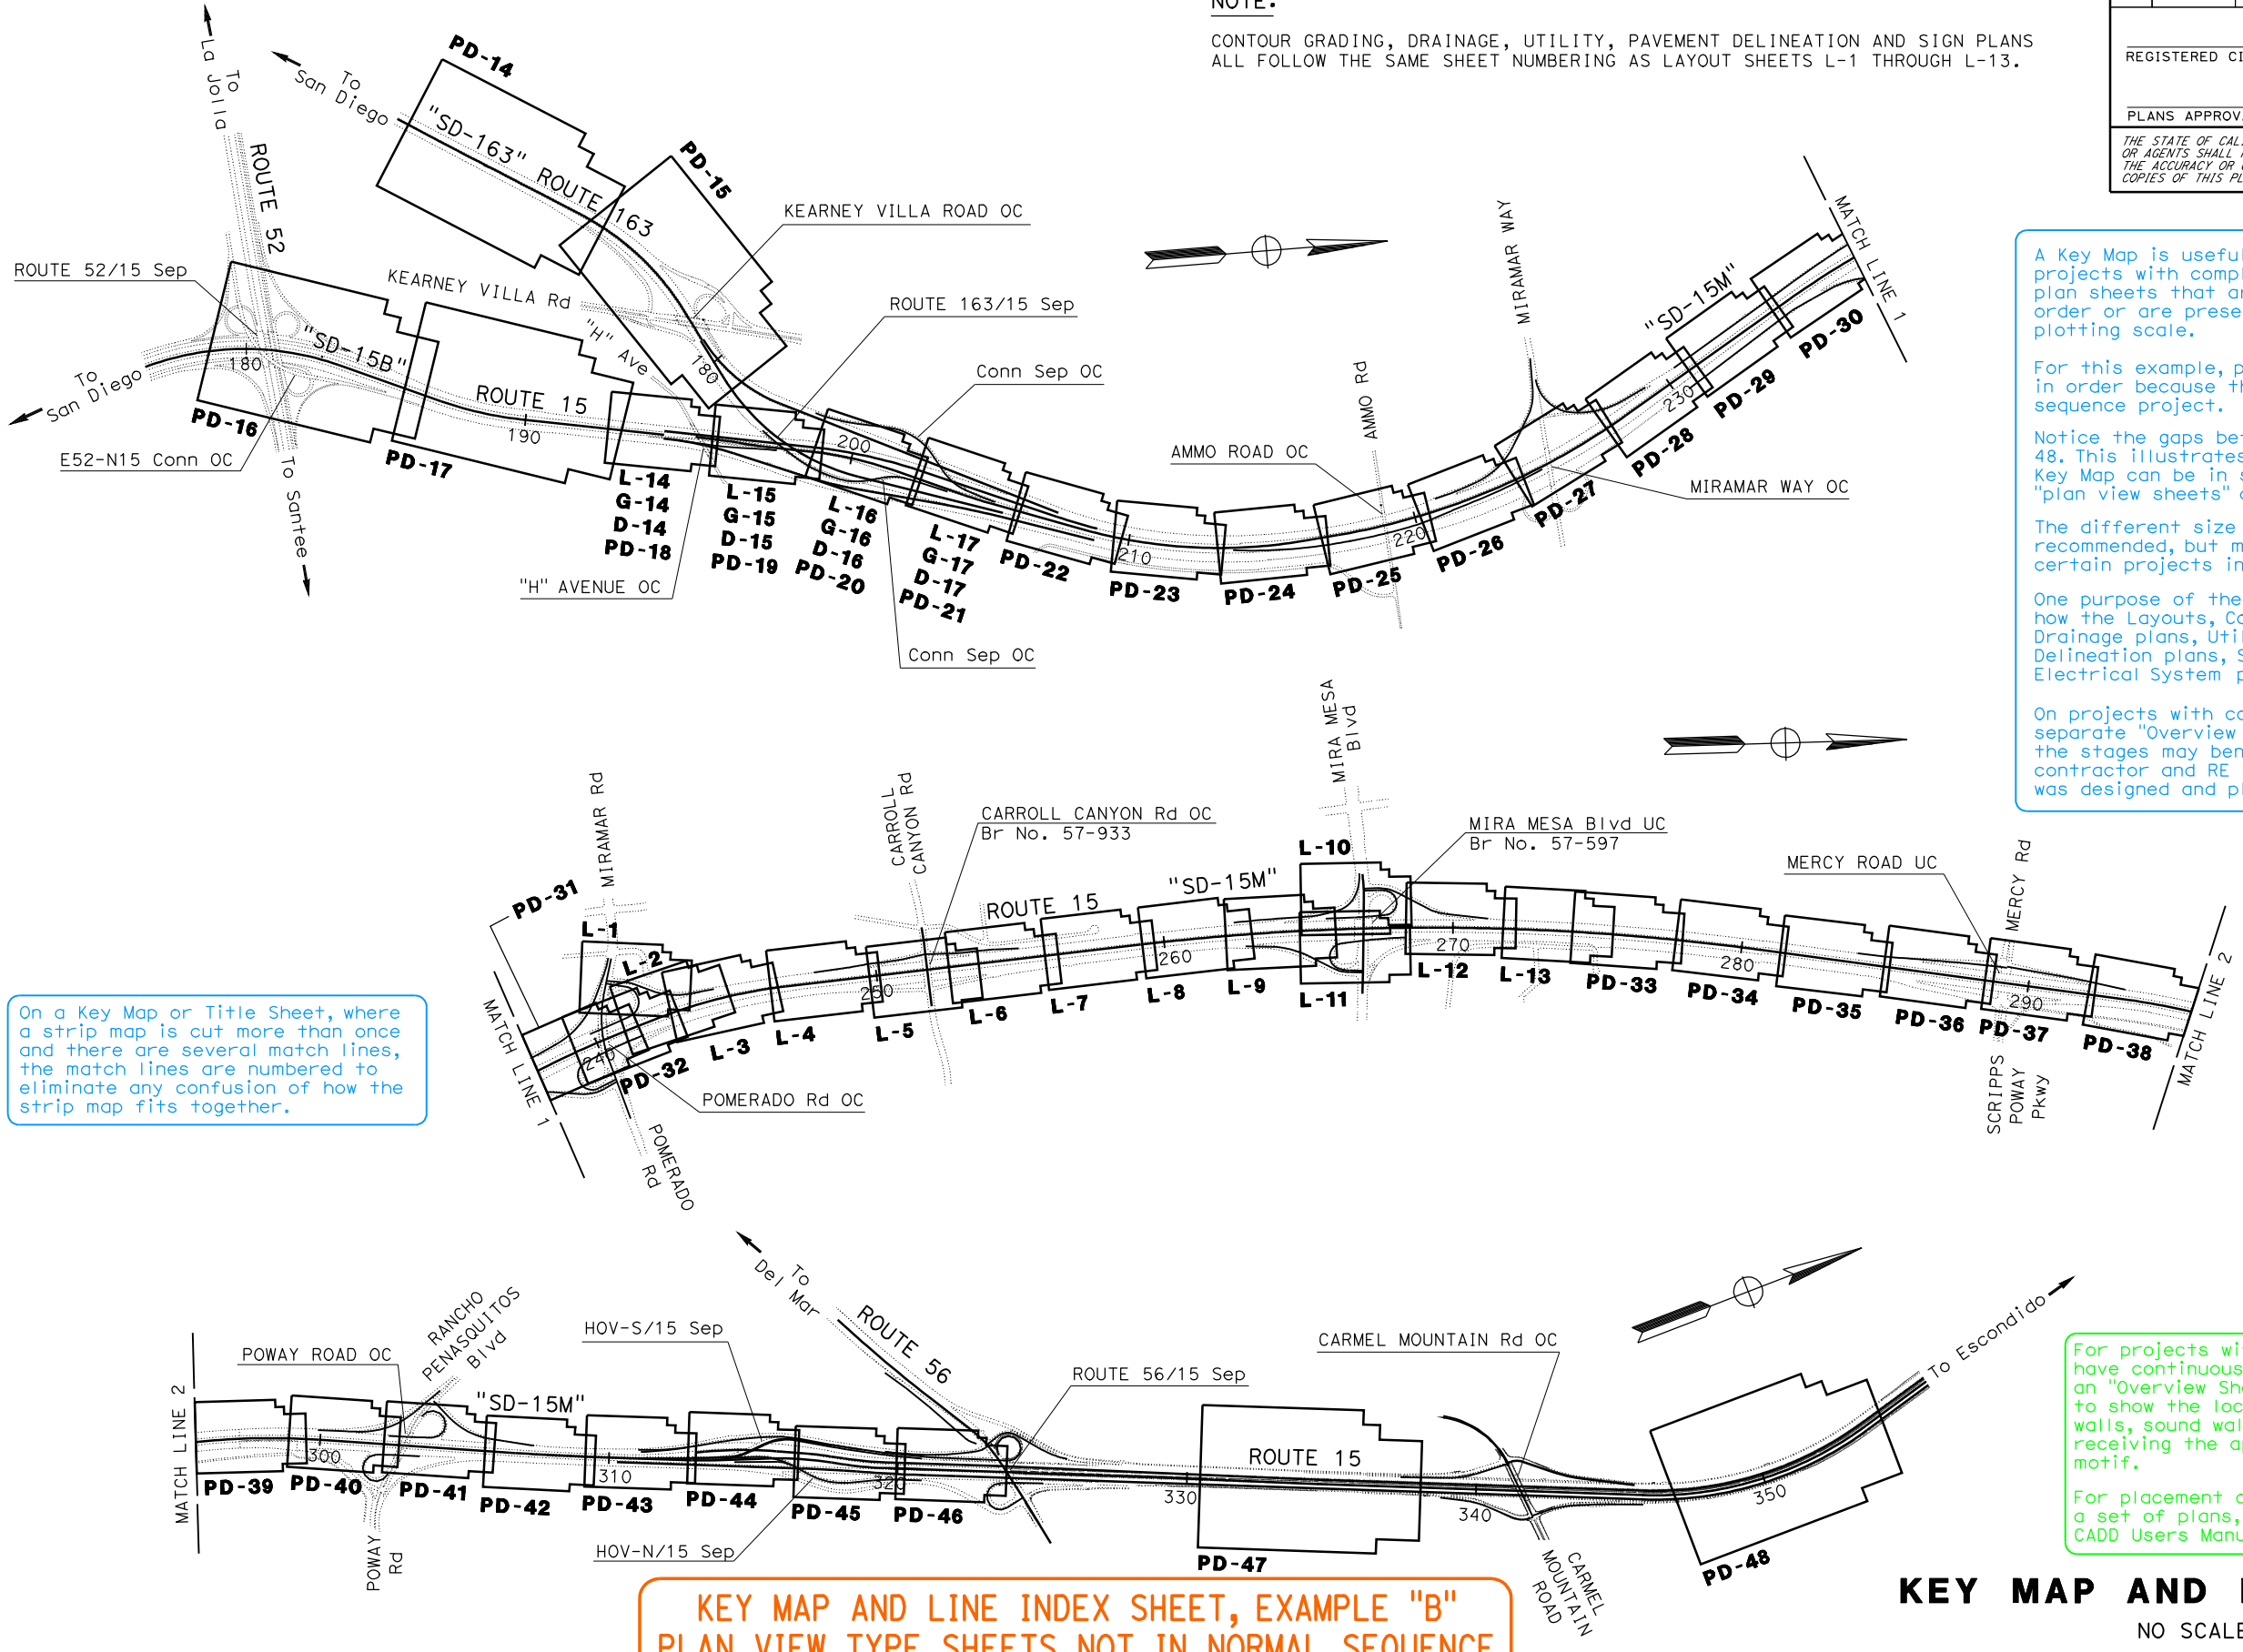 NOTE:
CONTOUR GRADING, DRAINAGE, UTILITY, PAVEMENT DELINEATION AND SIGN PLANS
ALL FOLLOW THE SAME SHEET NUMBERING AS LAYOUT SHEETS L-1 THROUGH L-13.
REGISTERED
PLANS
THE STATE OF
OR AGENTS SHALL
THE ACCURACY OR
COPIES OF THIS
To
La Jolla
To
San Diego
PD-14
"SD-163"
ROUTE 163
PD-15
ROUTE 52
KEARNEY VILLA ROAD OC
ROUTE 52/15 Sep
KEARNEY VILLA Rd
"H" Ave
ROUTE 163/15 Sep
180
"SD-15B"
180
Conn Sep OC
To
San Diego
ROUTE 15
190
200
PD-16
PD-17
E52-N15 Conn OC
To Santee
L-14
G-14
D-14
PD-18
L-15
G-15
D-15
PD-19
L-16
G-16
D-16
PD-20
L-17
G-17
D-17
PD-21
"H" AVENUE OC
Conn Sep OC
PD-22
210
PD-23
PD-24
AMMO ROAD OC
AMMO Rd
220
PD-25
PD-26
MIRAMAR WAY
MIRAMAR WAY OC
PD-27
PD-28
"SD-15M"
230
PD-29
PD-30
MATCH LINE 1
A Key Map is useful
projects with
plan sheets that
order or are
plotting scale.
For this example,
in order because
sequence project.
Notice the gaps
48. This illustrates
Key Map can be in
"plan view sheets"
The different size
recommended, but
certain projects
One purpose of the
how the Layouts,
Drainage plans,
Delineation plans,
Electrical System
On projects with
separate "Overview
the stages may
contractor and RE
was designed and
On a Key Map or Title Sheet, where
a strip map is cut more than once
and there are several match lines,
the match lines are numbered to
eliminate any confusion of how the
strip map fits together.
MATCH LINE 1
PD-31
MIRAMAR Rd
L-1
L-2
240
PD-32
POMERADO Rd OC
POMERADO
Rd
L-3
L-4
250
L-5
CARROLL
CANYON Rd
CARROLL CANYON Rd OC
Br No. 57-933
ROUTE 15
L-6
L-7
"SD-15M"
260
L-8
L-9
MIRA MESA
Blvd
L-10
L-11
MIRA MESA Blvd UC
Br No. 57-597
270
L-12
L-13
PD-33
280
PD-34
PD-35
MERCY ROAD UC
MERCY Rd
PD-36
290
PD-37
PD-38
SCRIPPS
POWAY
Pkwy
MATCH LINE 2
MATCH LINE 2
POWAY ROAD OC
RANCHO
PENASQUITOS
Blvd
"SD-15M"
PD-39
300
PD-40
POWAY
Rd
PD-41
PD-42
310
PD-43
HOV-S/15 Sep
PD-44
HOV-N/15 Sep
PD-45
320
PD-46
To
Del Mar
ROUTE 56
ROUTE 56/15 Sep
330
ROUTE 15
PD-47
CARMEL MOUNTAIN Rd OC
340
CARMEL
MOUNTAIN
ROAD
350
PD-48
To Escondido
For projects
have continuous
an "Overview
to show the
walls, sound
receiving the
motif.
For placement
a set of plans,
CADD Users
KEY MAP AND LINE INDEX SHEET, EXAMPLE "B"
PLAN VIEW TYPE SHEETS NOT IN NORMAL SEQUENCE
KEY MAP AND
NO SCALE